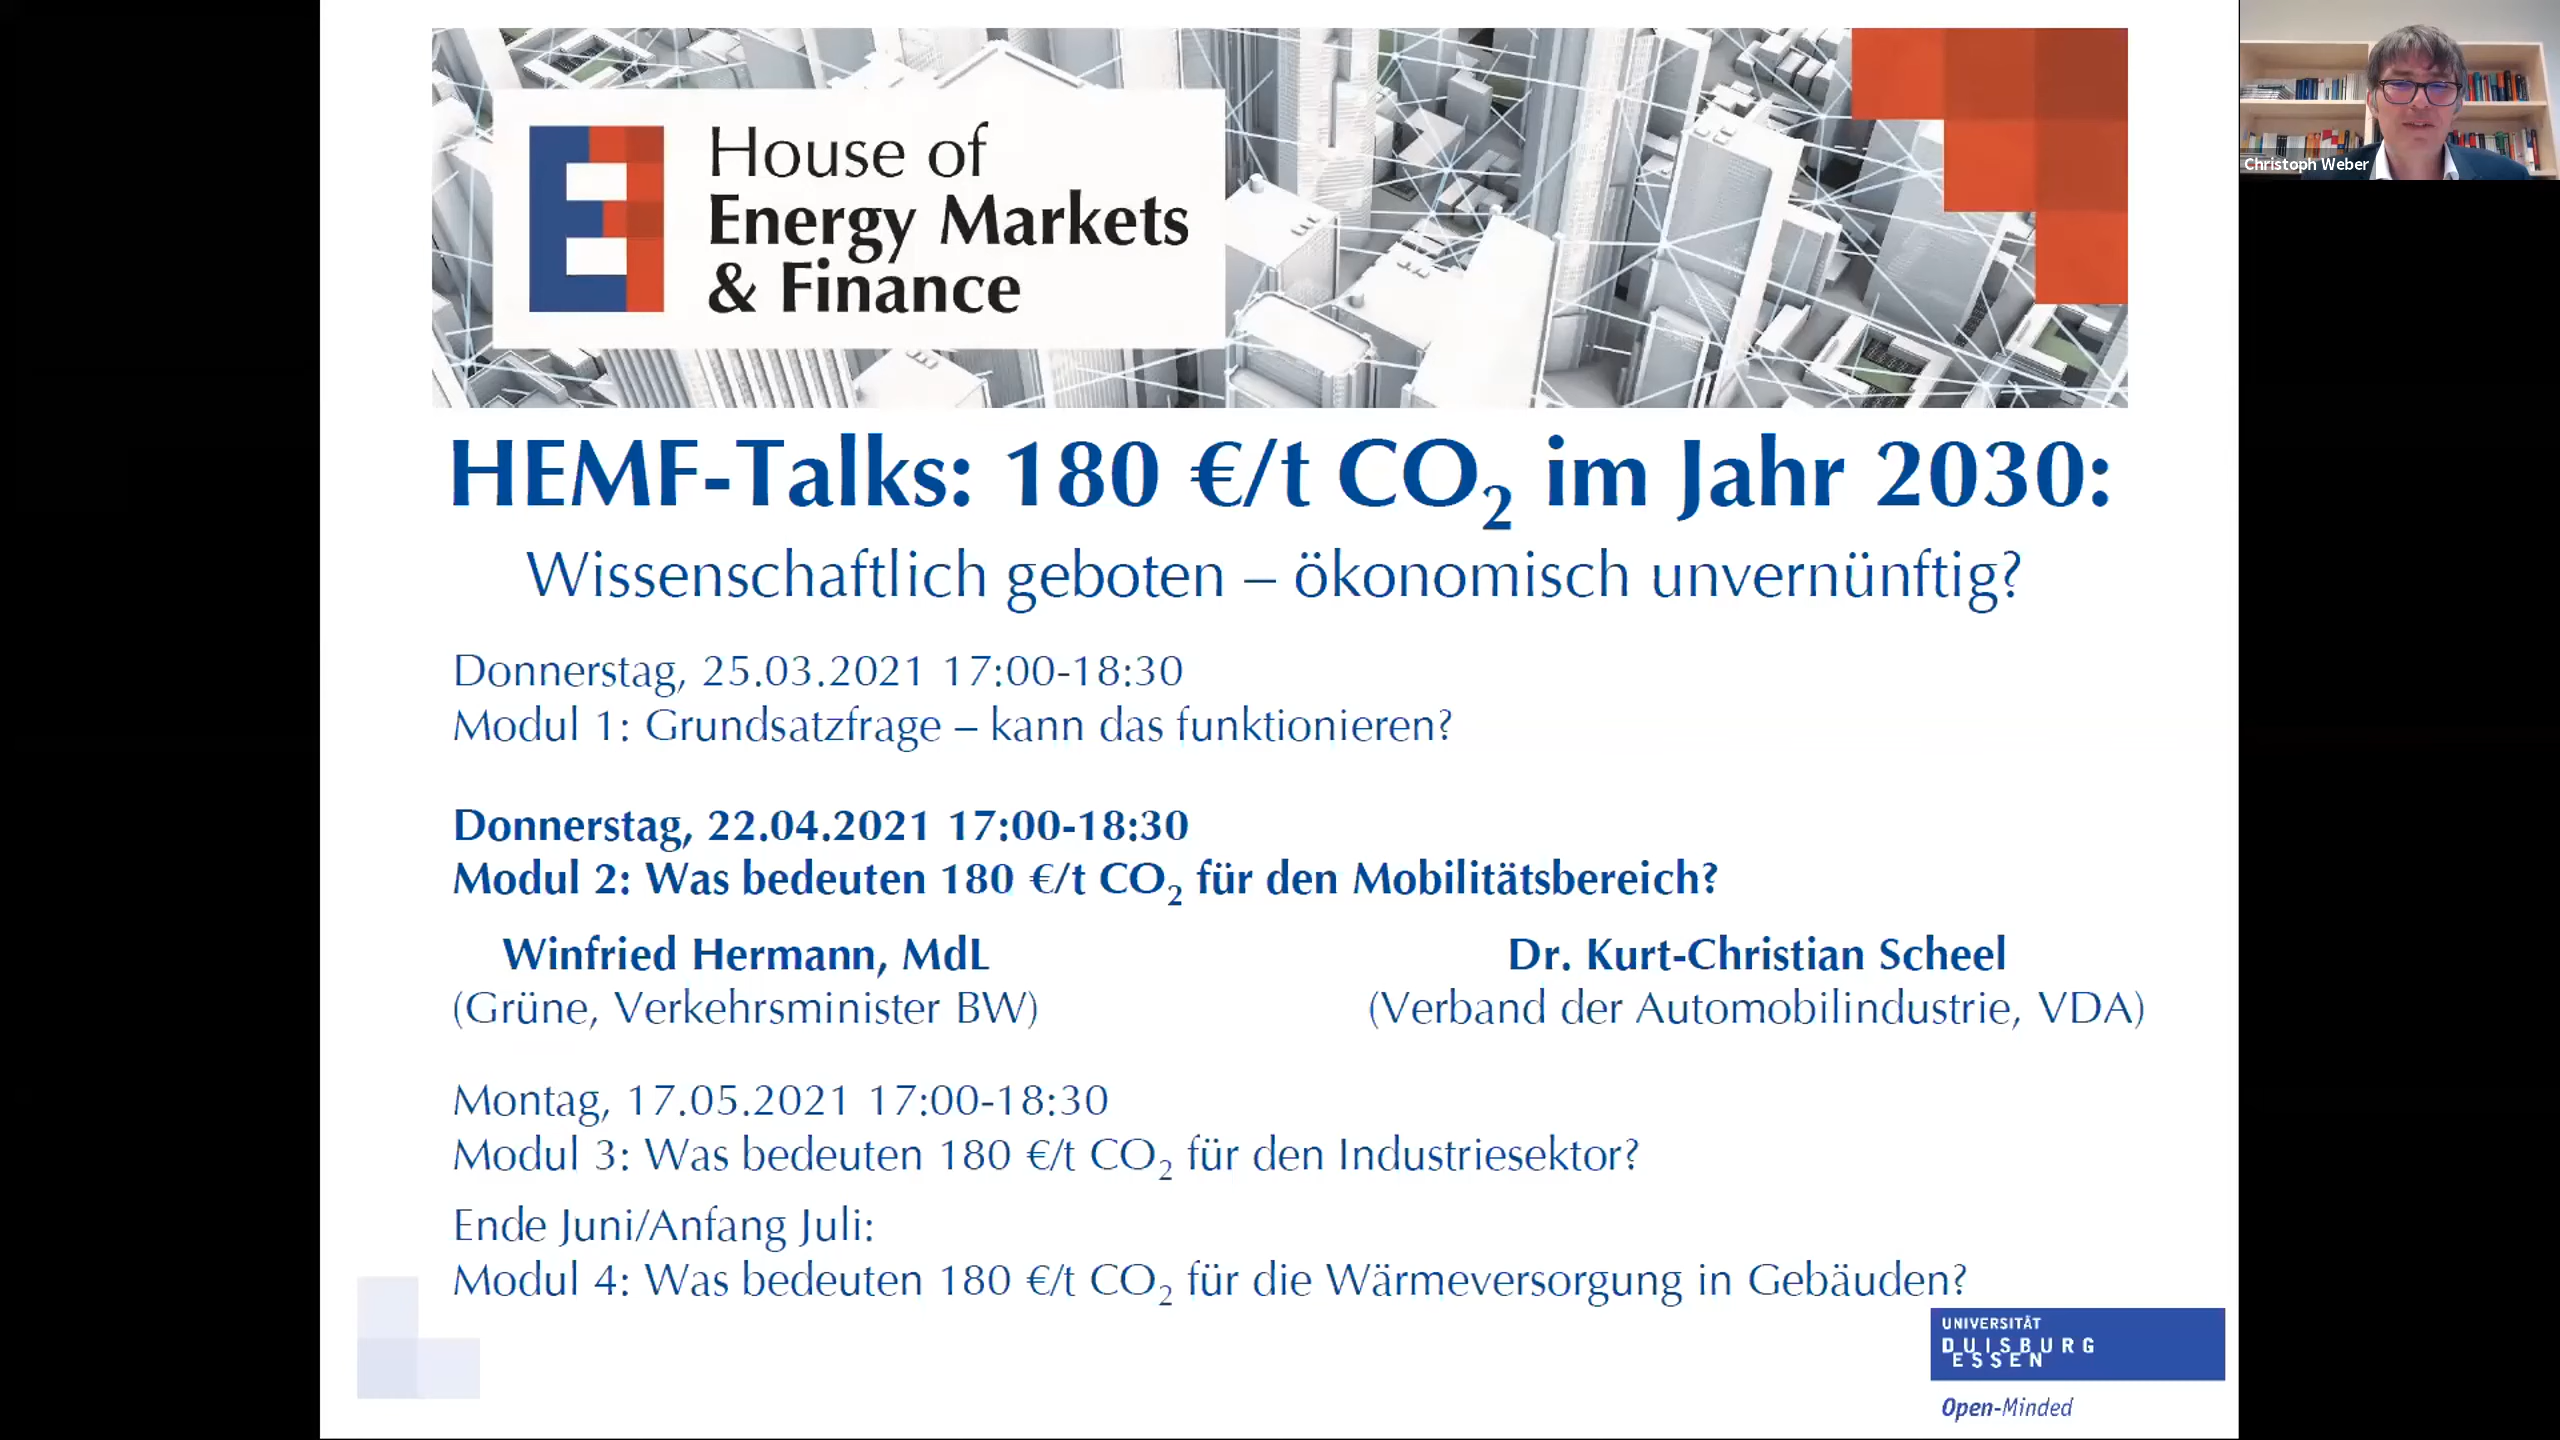 House of
Energy Markets
& Finance
Christoph Weber
HEMF-Talks: 180 €/t CO₂ im Jahr 2030:
Wissenschaftlich geboten – ökonomisch unvernünftig?
Donnerstag, 25.03.2021 17:00-18:30
Modul 1: Grundsatzfrage – kann das funktionieren?
Donnerstag, 22.04.2021 17:00-18:30
Modul 2: Was bedeuten 180 €/t CO₂ für den Mobilitätsbereich?
Winfried Hermann, MdL
(Grüne, Verkehrsminister BW)
Dr. Kurt-Christian Scheel
(Verband der Automobilindustrie, VDA)
Montag, 17.05.2021 17:00-18:30
Modul 3: Was bedeuten 180 €/t CO₂ für den Industriesektor?
Ende Juni/Anfang Juli:
Modul 4: Was bedeuten 180 €/t CO₂ für die Wärmeversorgung in Gebäuden?
UNIVERSITÄT
DUISBURG
ESSEN
Open-Minded